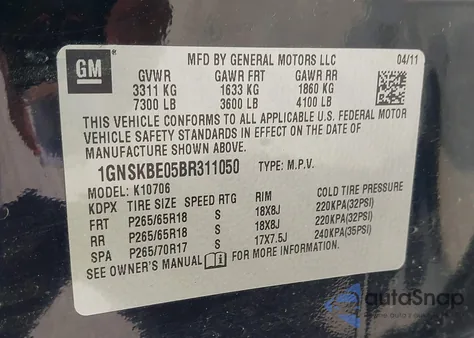 GM
MFD BY GENERAL MOTORS LLC 04/11
GVWR GAWR FRT GAWR RR
3311 KG 1633 KG 1860 KG
7300 LB 3600 LB 4100 LB
THIS VEHICLE CONFORMS TO ALL APPLICABLE U.S. FEDERAL MOTOR
VEHICLE SAFETY STANDARDS IN EFFECT ON THE DATE OF
MANUFACTURE SHOWN ABOVE.
1GNSKBE05BR311050 TYPE: M.P.V.
MODEL: K10706
KDPX TIRE SIZE SPEED RTG RIM COLD TIRE PRESSURE
FRT P265/65R18 S 18X8J 220KPA(32PSI)
RR P265/65R18 S 18X8J 220KPA(32PSI)
SPA P265/70R17 S 17X7.5J 240KPA(35PSI)
SEE OWNER'S MANUAL i FOR MORE INFORMATION.
autoSnap